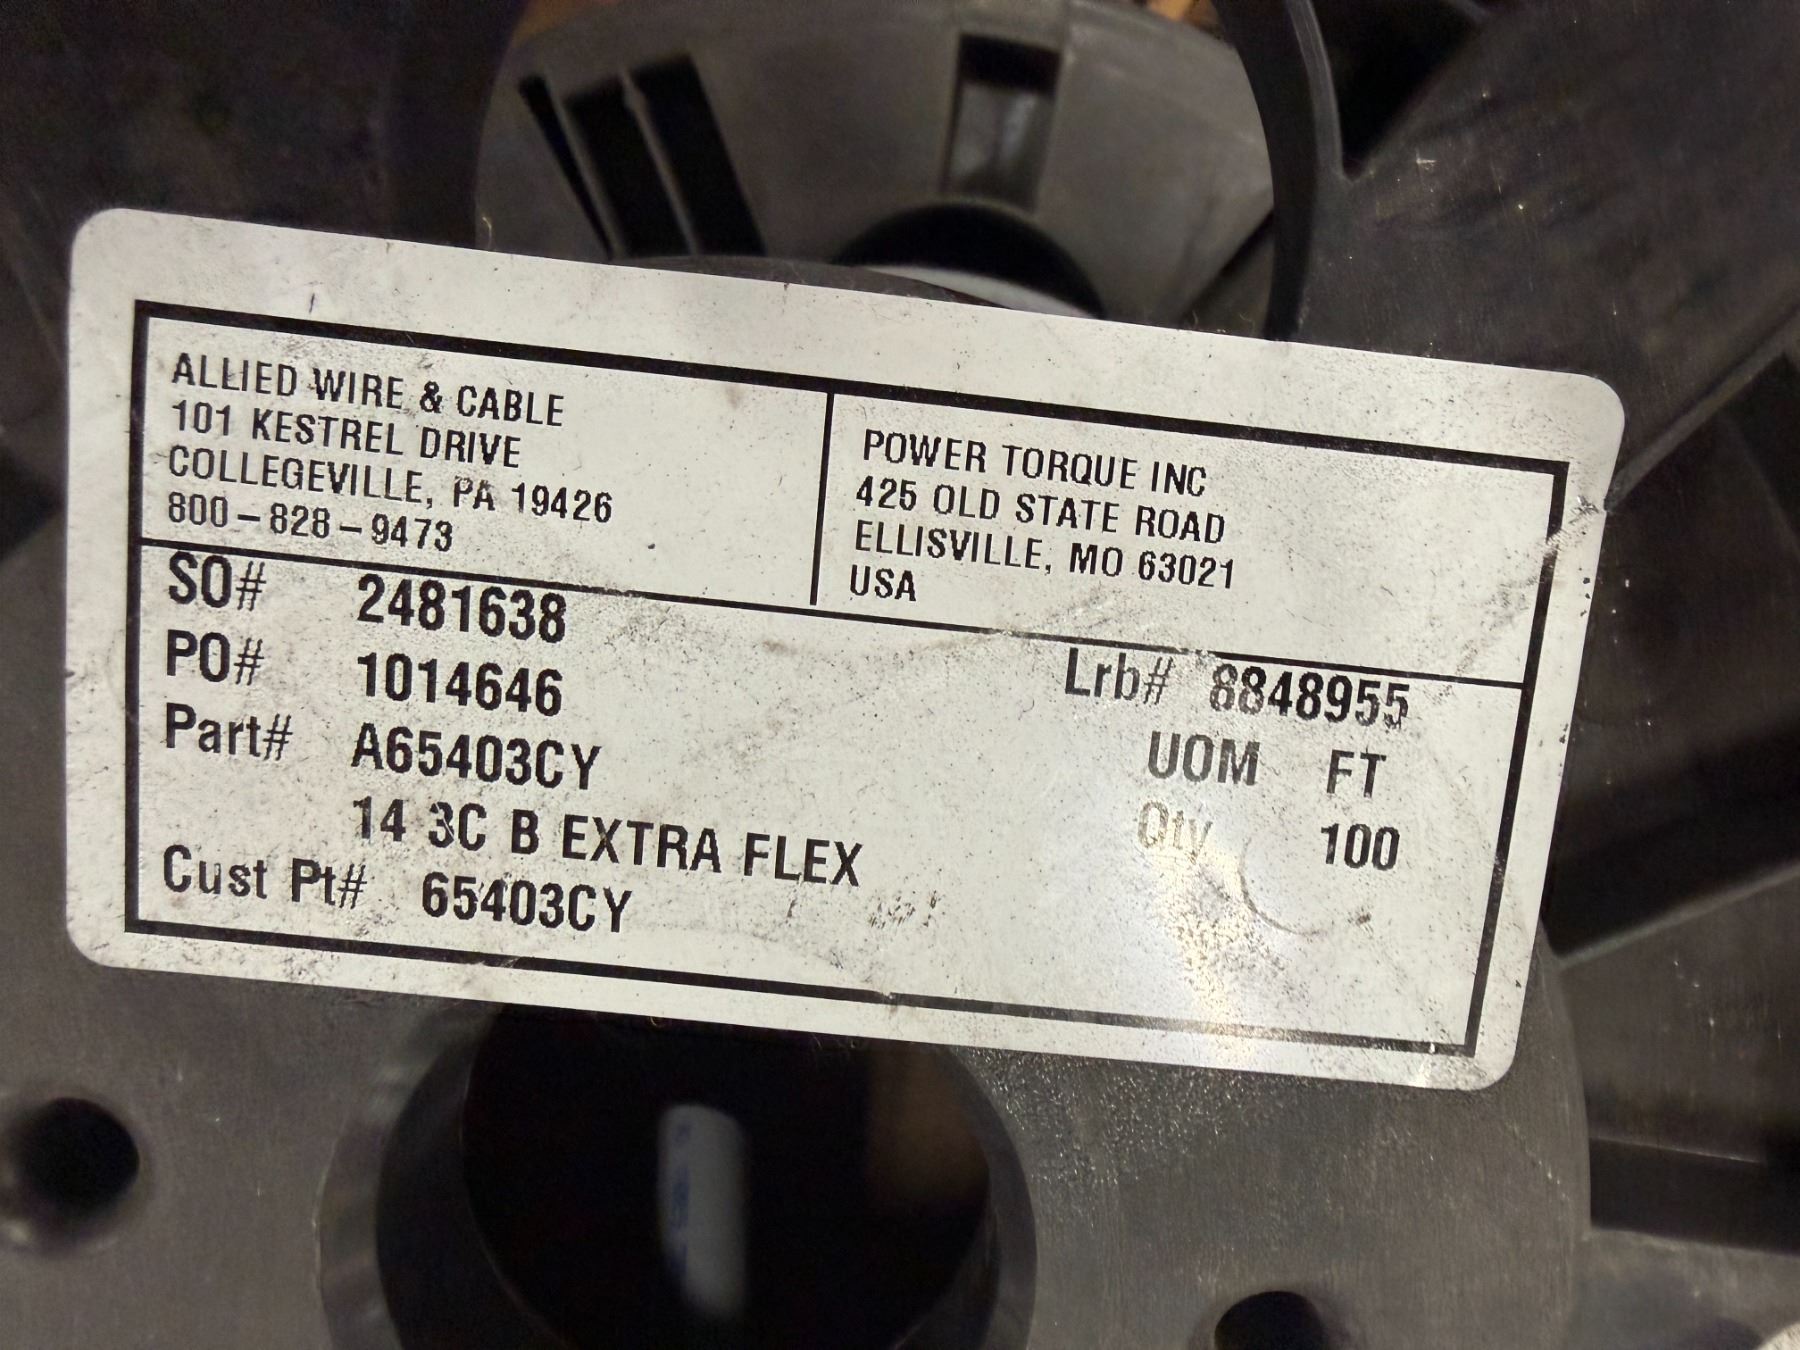 ALLIED WIRE & CABLE
101 KESTREL DRIVE
COLLEGEVILLE, PA 19426
800-828-9473
POWER TORQUE INC
425 OLD STATE ROAD
ELLISVILLE, MO 63021
USA
SO# 2481638
PO# 1014646 Lrb# 8848955
Part# A65403CY UOM FT
14 3C B EXTRA FLEX Qty 100
Cust Pt# 65403CY